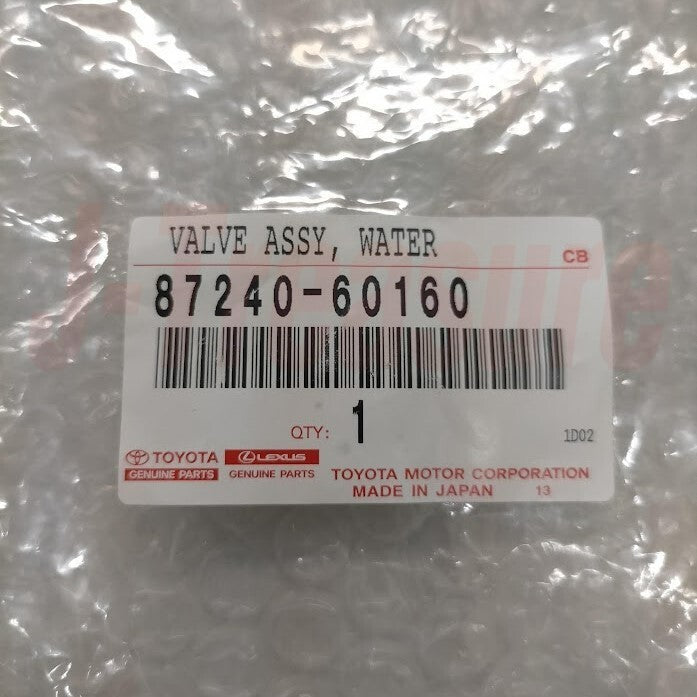 VALVE ASSY, WATER
CB
87240-60160
QTY: 1
1D02
TOYOTA LEXUS
GENUINE PARTS GENUINE PARTS
TOYOTA MOTOR CORPORATION
MADE IN JAPAN 13